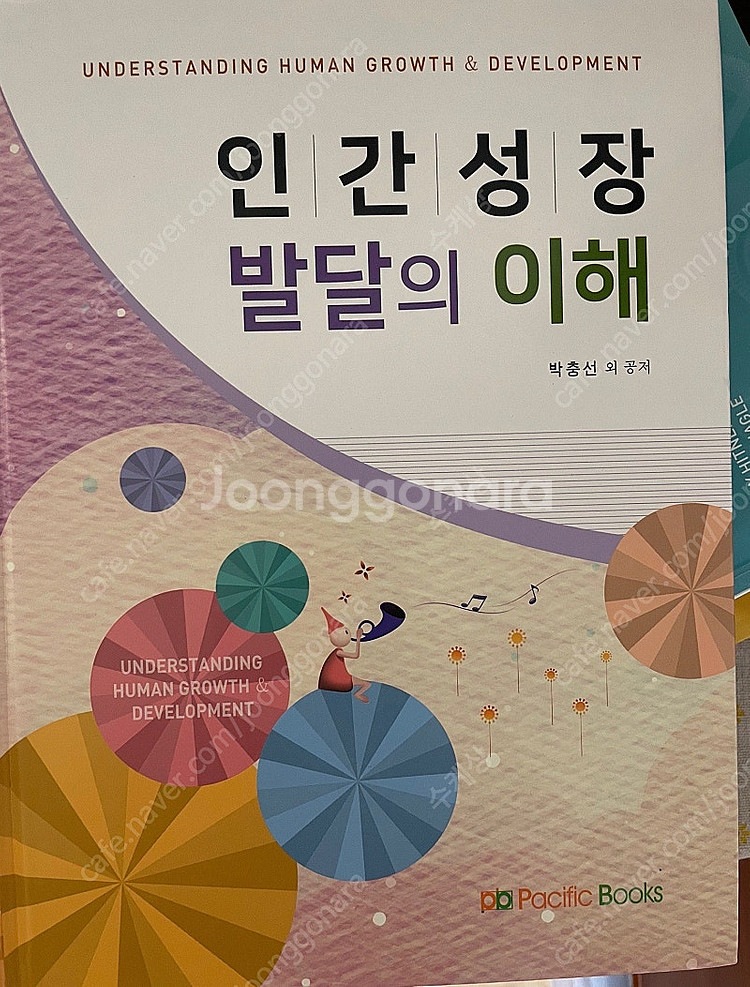 UNDERSTANDING HUMAN GROWTH & DEVELOPMENT
인간성장
발달의 이해
박충선 외 공저
Joonggonara
UNDERSTANDING
HUMAN GROWTH &
DEVELOPMENT
pb Pacific Books